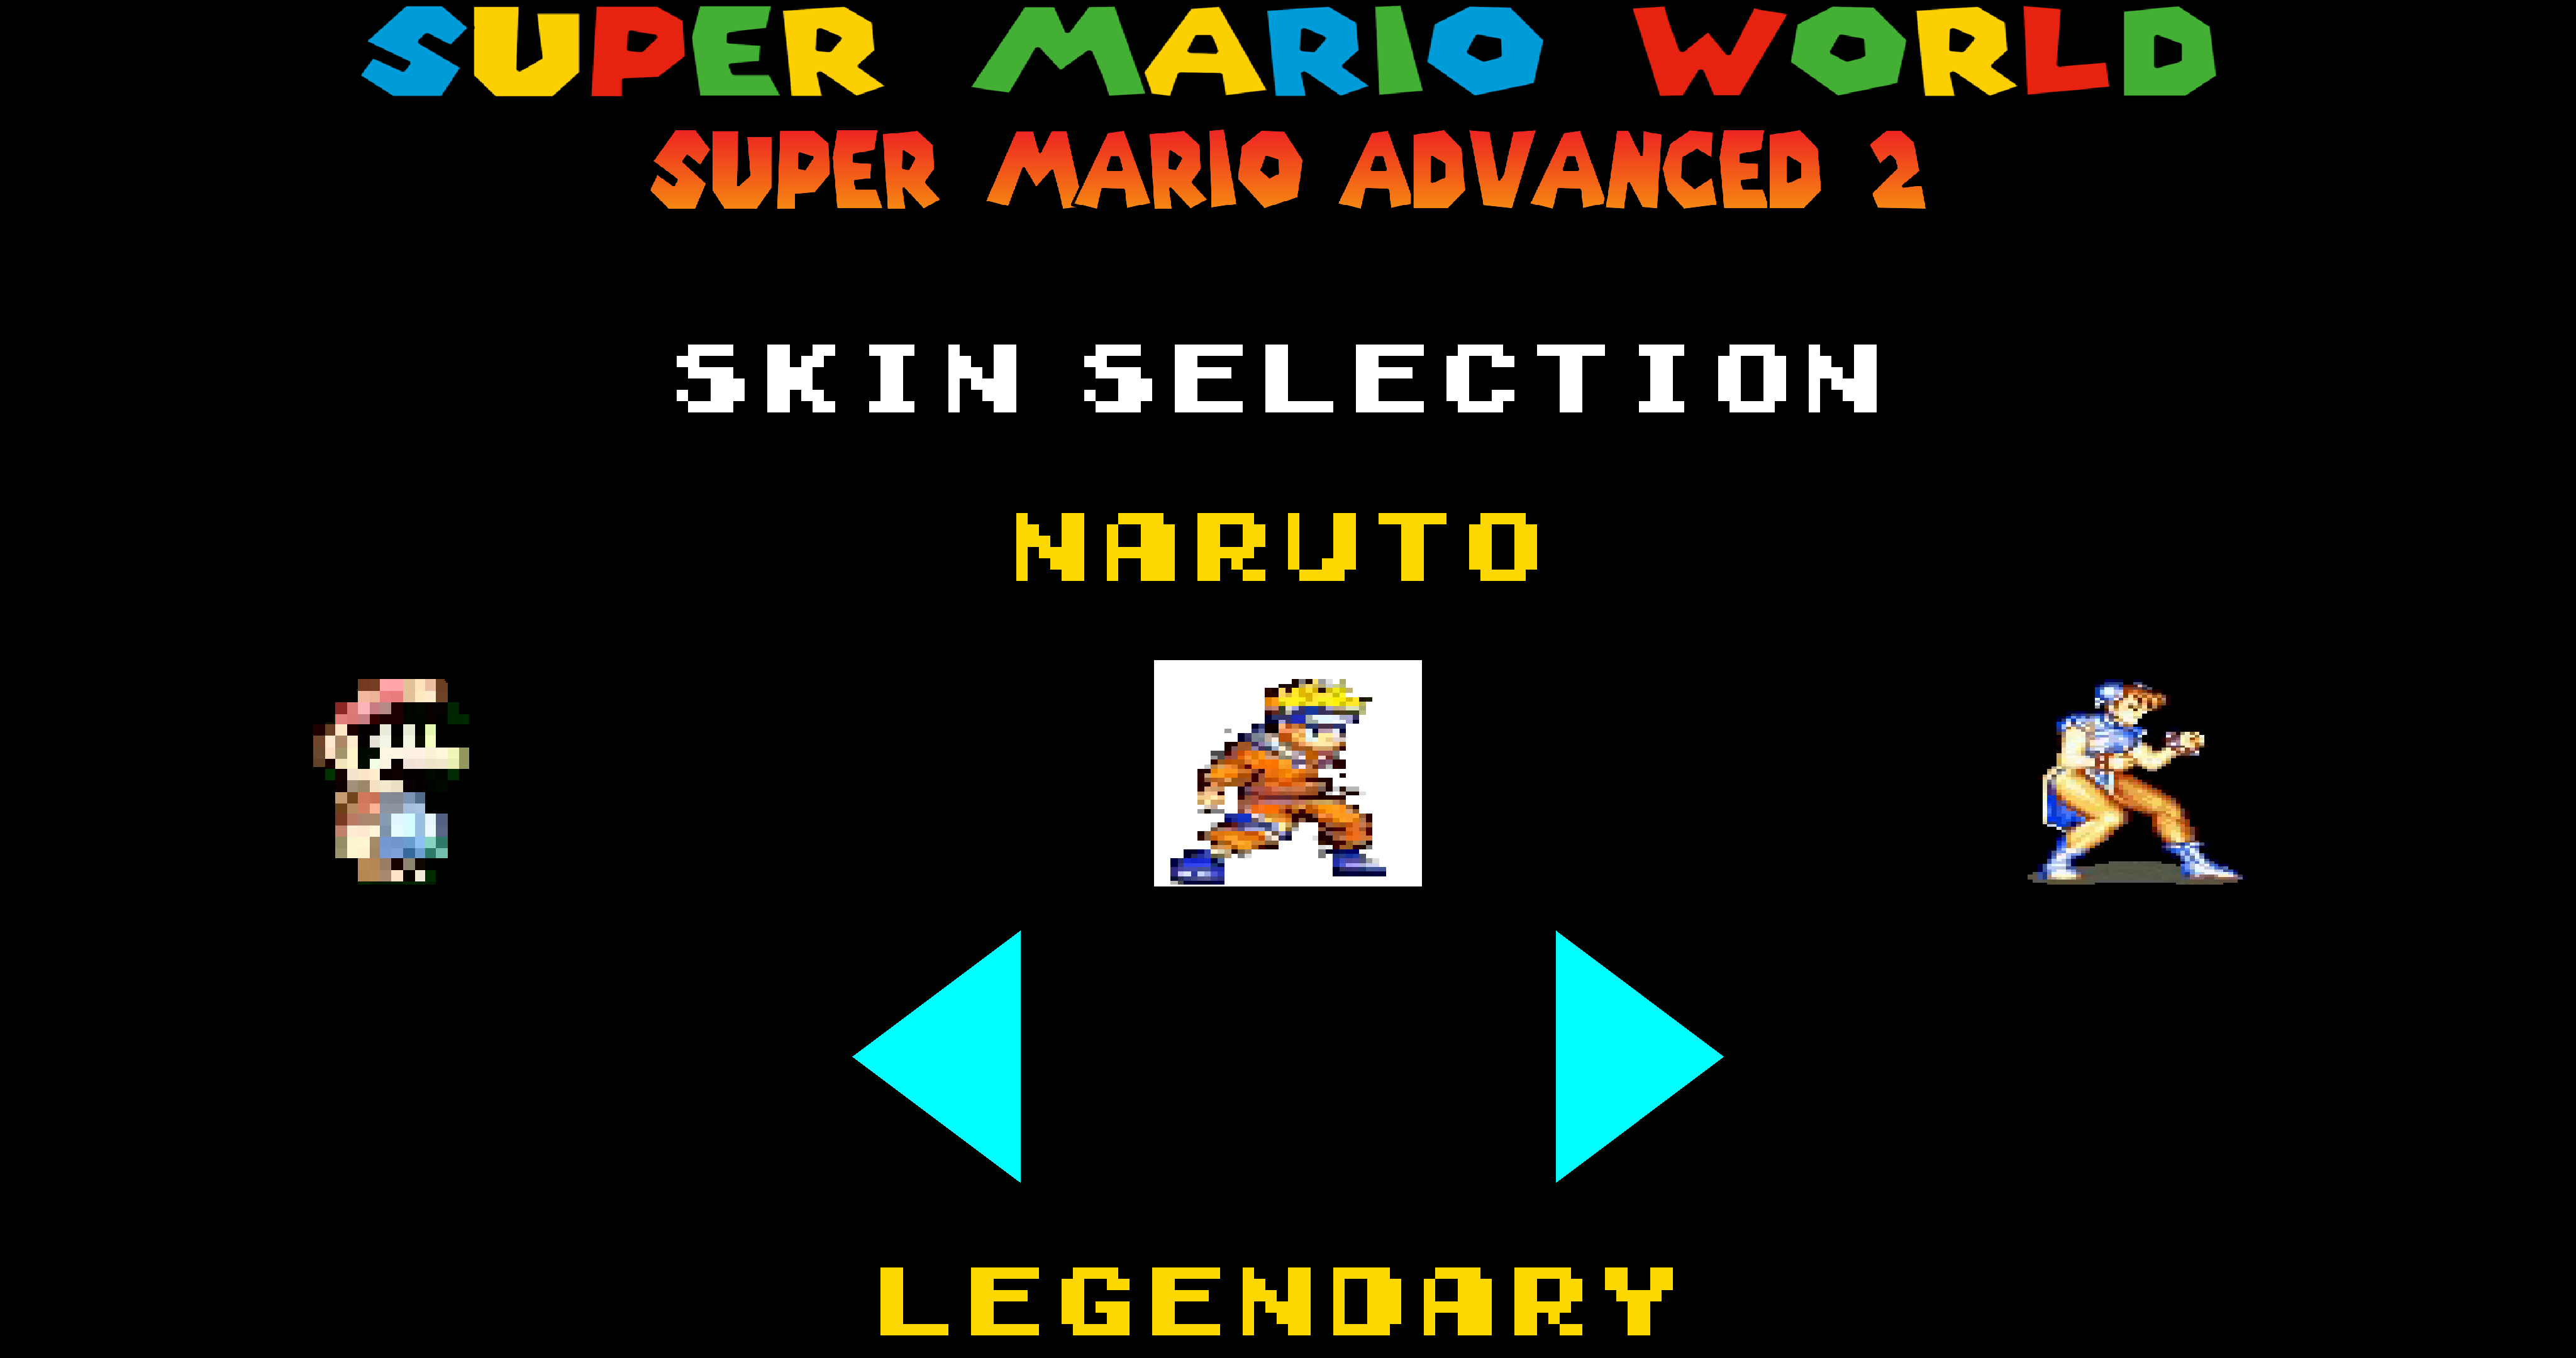 SUPER MARIO WORLD
SUPER MARIO ADVANCED 2
SKIN SELECTION
NARUTO
LEGENDARY